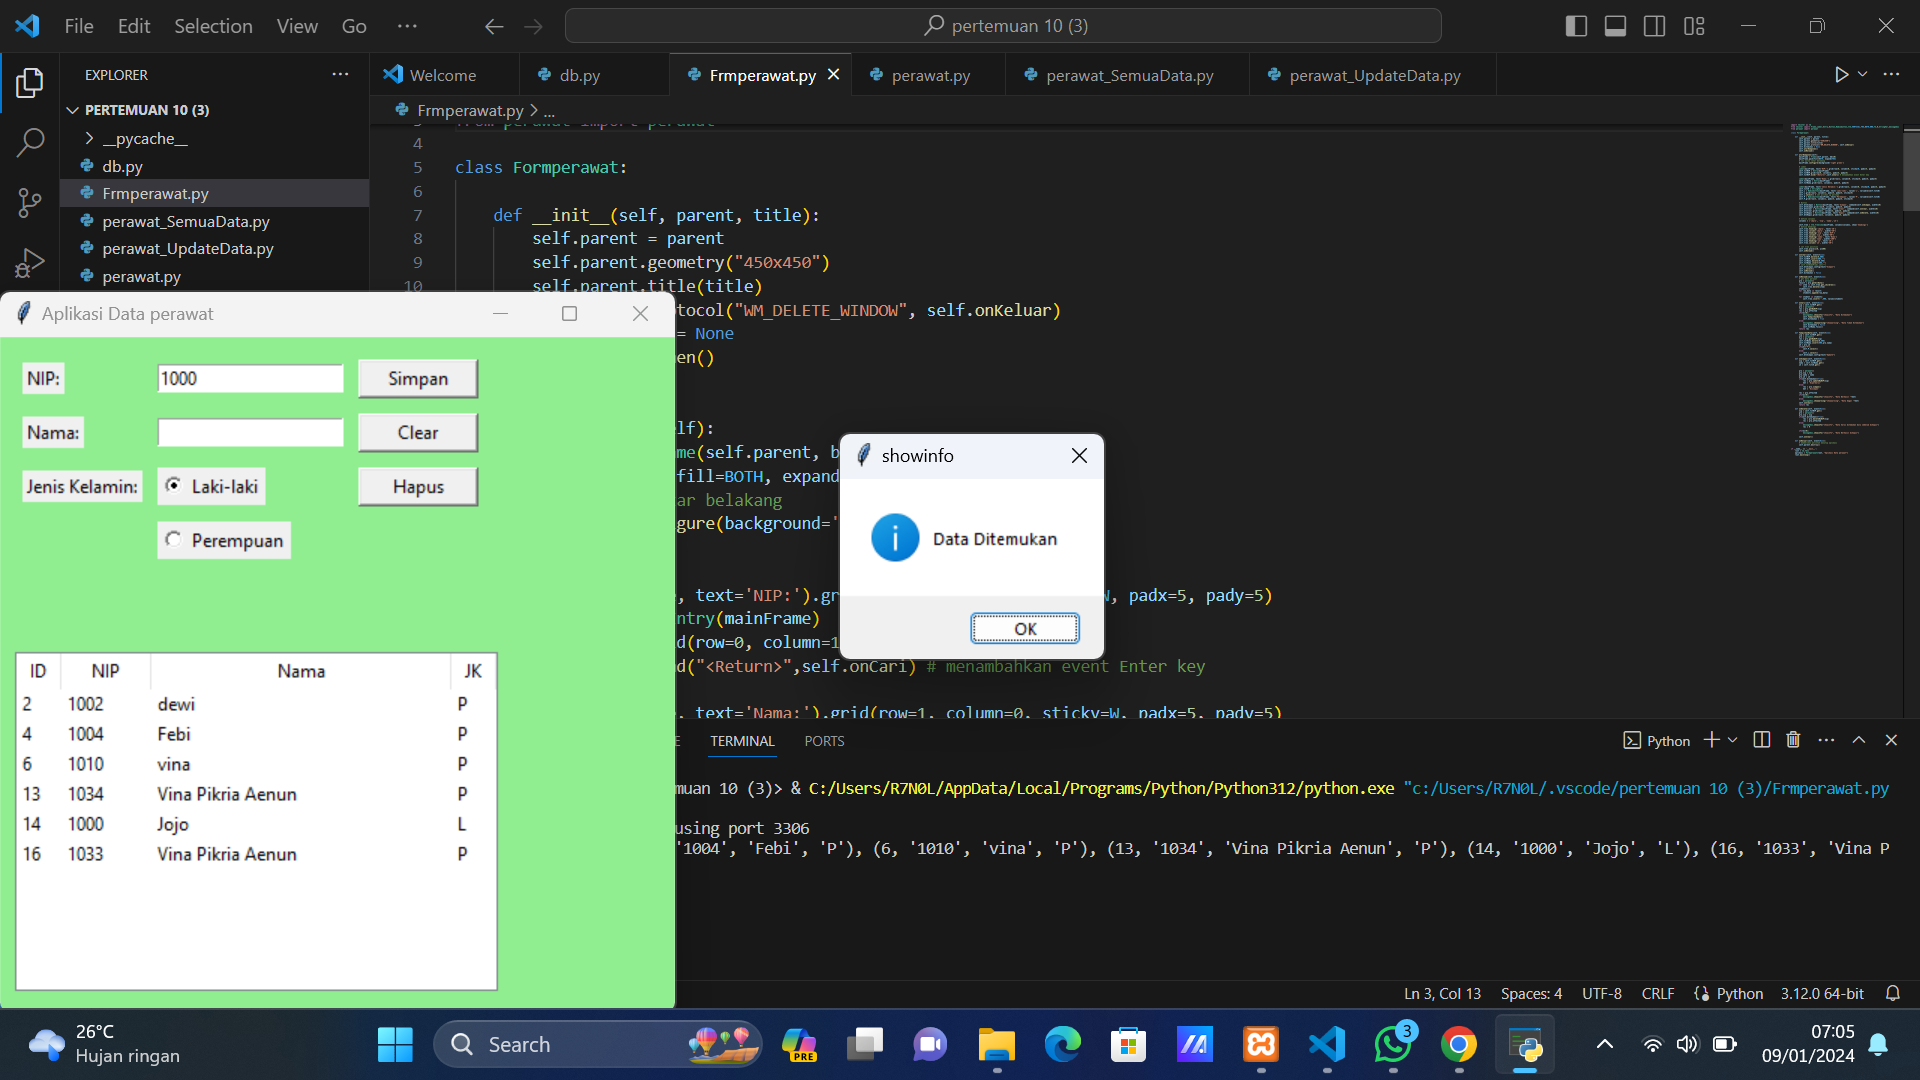 File Edit Selection View Go ··· pertemuan 10 (3)
EXPLORER ···
Welcome db.py Frmperawat.py perawat.py perawat_SemuaData.py perawat_UpdateData.py ···
PERTEMUAN 10 (3)
Frmperawat.py > ...
__pycache__
db.py
Frmperawat.py
perawat_SemuaData.py
perawat_UpdateData.py
perawat.py
4
5 class Formperawat:
6
7 def __init__(self, parent, title):
8 self.parent = parent
9 self.parent.geometry("450x450")
10 self.parent.title(title)
tocol("WM_DELETE_WINDOW", self.onKeluar)
= None
en()
lf):
me(self.parent, b
fill=BOTH, expand
ar belakang
gure(background='
, text='NIP:').gr , padx=5, pady=5)
ntry(mainFrame)
d(row=0, column=1
d("<Return>",self.onCari) # menambahkan event Enter key
, text='Nama:').grid(row=1, column=0, sticky=W, padx=5, pady=5)
Aplikasi Data perawat
NIP: 1000 Simpan
Nama: Clear
Jenis Kelamin: Laki-laki Hapus
Perempuan
ID NIP Nama JK
2 1002 dewi P
4 1004 Febi P
6 1010 vina P
13 1034 Vina Pikria Aenun P
14 1000 Jojo L
16 1033 Vina Pikria Aenun P
showinfo
Data Ditemukan
OK
E TERMINAL PORTS Python
muan 10 (3)> & C:/Users/R7N0L/AppData/Local/Programs/Python/Python312/python.exe "c:/Users/R7N0L/.vscode/pertemuan 10 (3)/Frmperawat.py
using port 3306
'1004', 'Febi', 'P'), (6, '1010', 'vina', 'P'), (13, '1034', 'Vina Pikria Aenun', 'P'), (14, '1000', 'Jojo', 'L'), (16, '1033', 'Vina P
Ln 3, Col 13 Spaces: 4 UTF-8 CRLF Python 3.12.0 64-bit
26°C
Hujan ringan
Search
PRE
3
07:05
09/01/2024